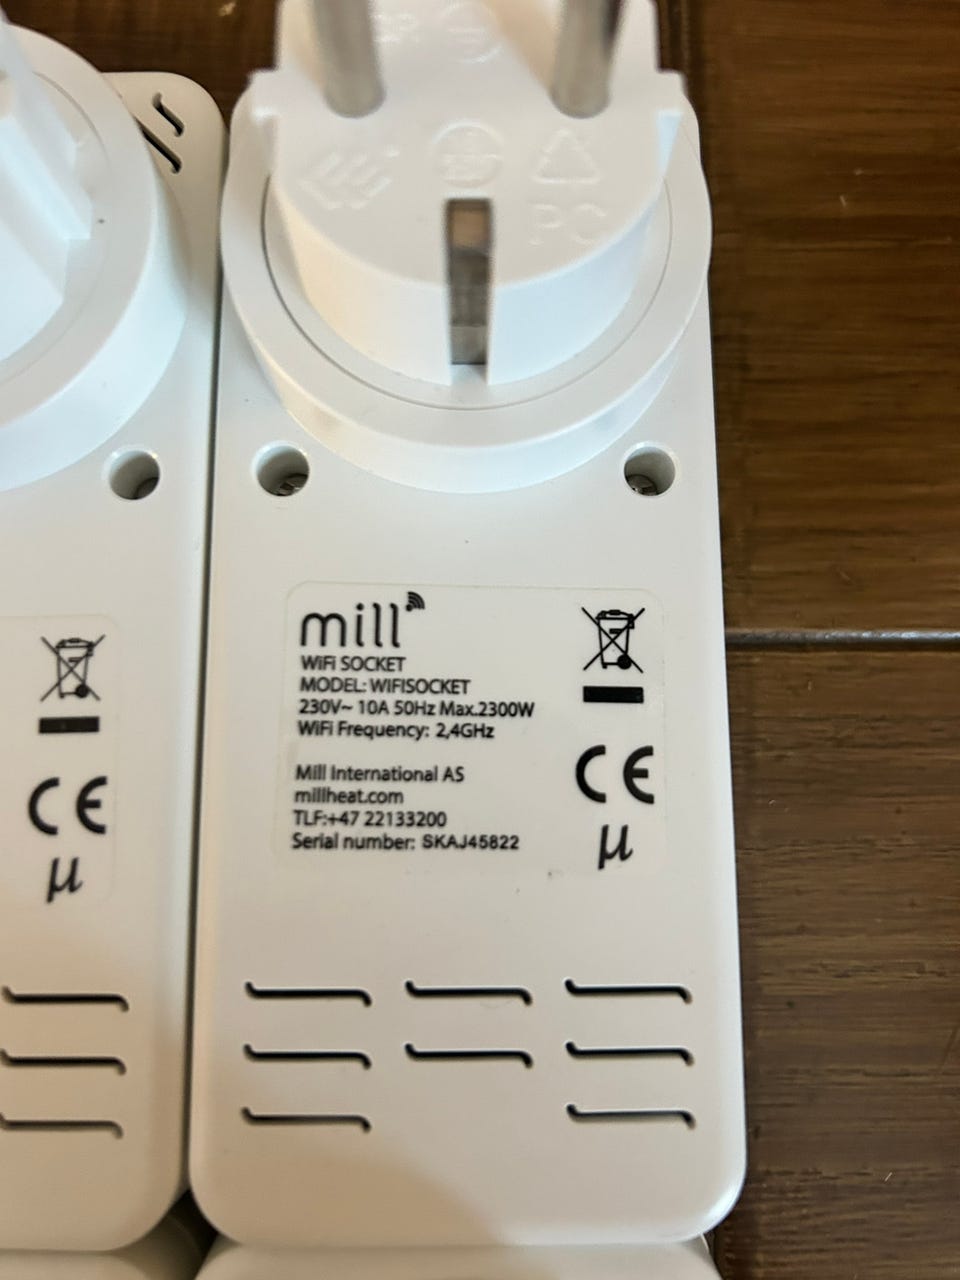 PC
mill
WiFi SOCKET
MODEL: WIFISOCKET
230V~ 10A 50Hz Max.2300W
WiFi Frequency: 2,4GHz
Mill International AS
millheat.com
TLF:+47 22133200
Serial number: SKAJ45822
CE
μ
CE
μ